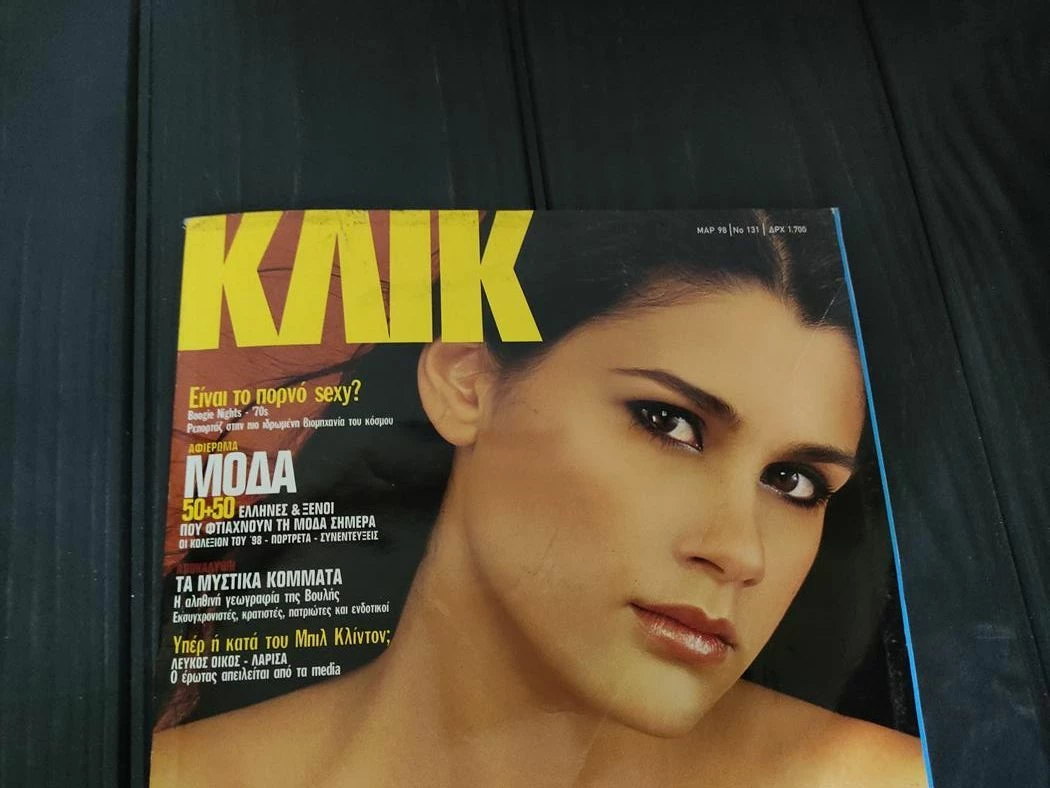 ΚΛΙΚ
ΜΑΡ 98 | Νο 131 | ΔΡΧ 1.700
Είναι το πορνό sexy?
Boogie Nights - '70s
Ρεπορτάζ στην πιο ιδρωμένη βιομηχανία του κόσμου
ΑΦΙΕΡΩΜΑ
ΜΟΔΑ
50+50 ΕΛΛΗΝΕΣ & ΞΕΝΟΙ
ΠΟΥ ΦΤΙΑΧΝΟΥΝ ΤΗ ΜΟΔΑ ΣΗΜΕΡΑ
ΟΙ ΚΟΛΕΞΙΟΝ ΤΟΥ '98 - ΠΟΡΤΡΕΤΑ - ΣΥΝΕΝΤΕΥΞΕΙΣ
ΑΠΟΚΑΛΥΨΗ
ΤΑ ΜΥΣΤΙΚΑ ΚΟΜΜΑΤΑ
Η αληθινή γεωγραφία της Βουλής
Εκσυγχρονιστές, κρατιστές, πατριώτες και ενδοτικοί
Υπέρ ή κατά του Μπιλ Κλίντον;
ΛΕΥΚΟΣ ΟΙΚΟΣ - ΛΑΡΙΣΑ
Ο έρωτας απειλείται από τα media